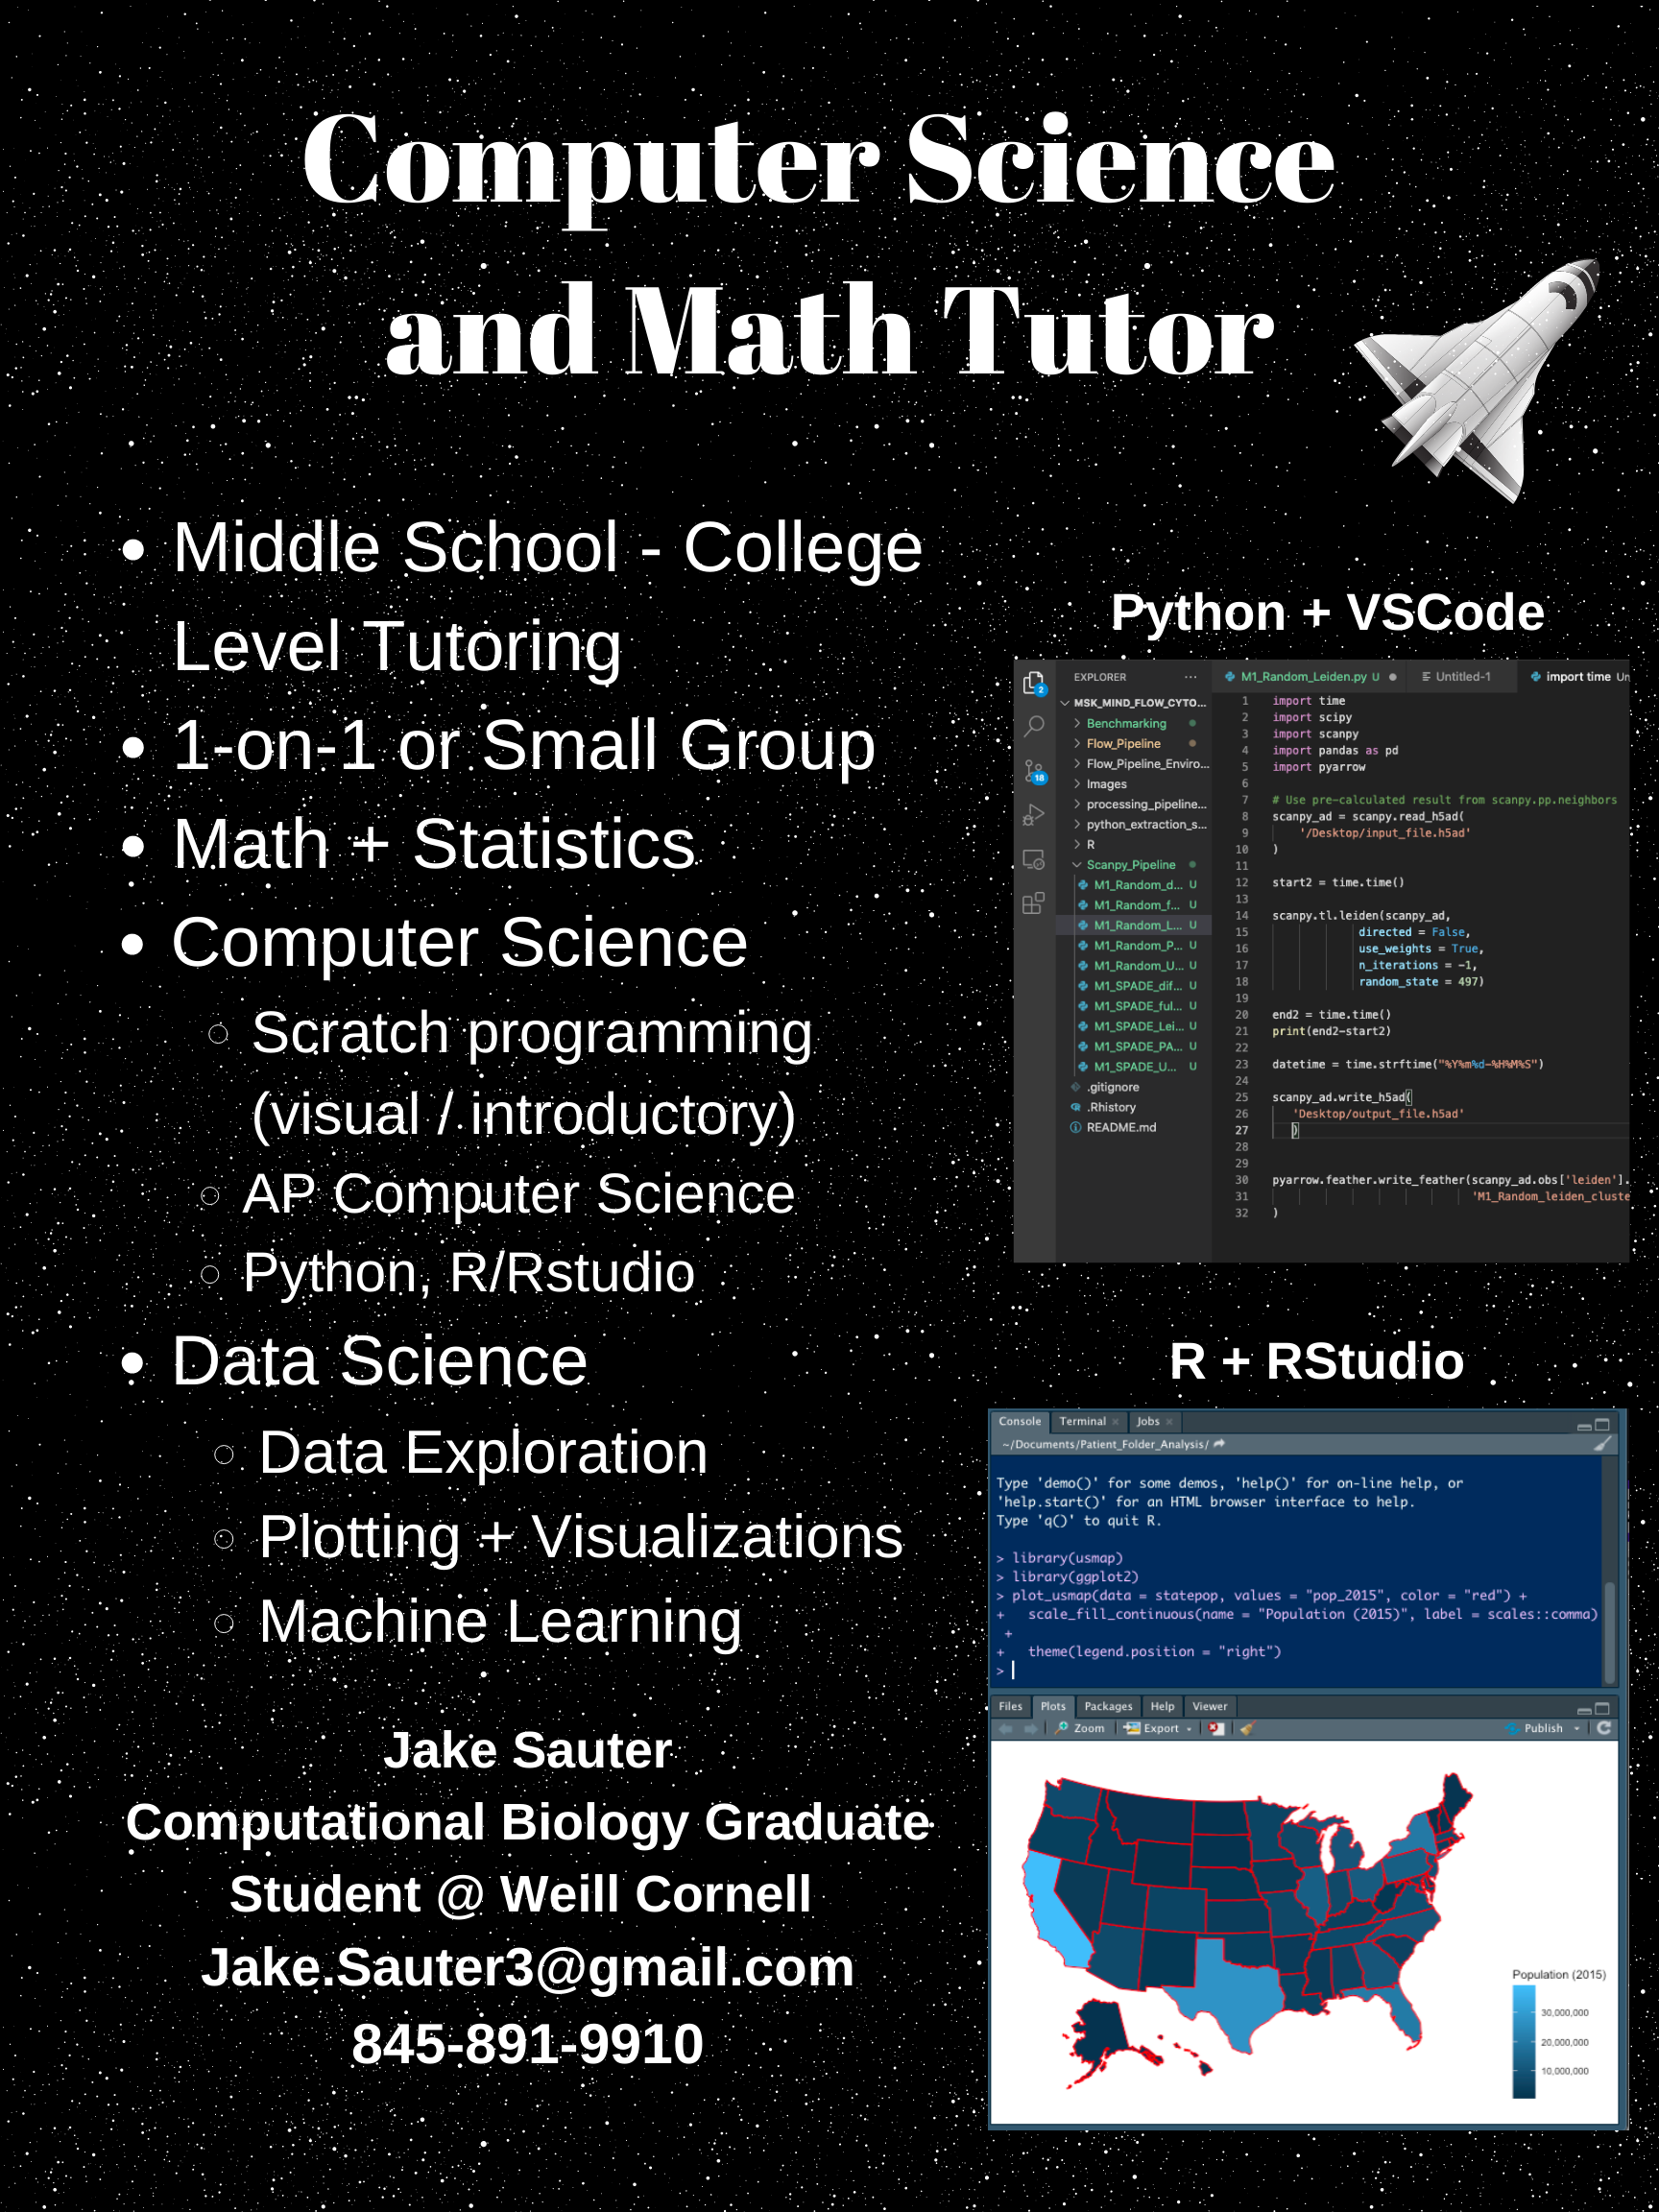 Computer Science
and Math Tutor
Middle School - College
Level Tutoring
1-on-1 or Small Group
Math + Statistics
Computer Science
Scratch programming
(visual / introductory)
AP Computer Science
Python, R/Rstudio
Data Science
Data Exploration
Plotting + Visualizations
Machine Learning
Jake Sauter
Computational Biology Graduate
Student @ Weill Cornell
Jake.Sauter3@gmail.com
845-891-9910
Python + VSCode
EXPLORER ...
M1_Random_Leiden.py U
Untitled-1
import time Un
2
18
MSK_MIND_FLOW_CYTO...
Benchmarking
Flow_Pipeline
Flow_Pipeline_Enviro...
Images
processing_pipeline...
python_extraction_s...
R
Scanpy_Pipeline
M1_Random_d... U
M1_Random_f... U
M1_Random_L... U
M1_Random_P... U
M1_Random_U... U
M1_SPADE_dif... U
M1_SPADE_ful... U
M1_SPADE_Lei... U
M1_SPADE_PA... U
M1_SPADE_U... U
.gitignore
.Rhistory
README.md
1 import time
2 import scipy
3 import scanpy
4 import pandas as pd
5 import pyarrow
6
7 # Use pre-calculated result from scanpy.pp.neighbors
8 scanpy_ad = scanpy.read_h5ad(
9 '/Desktop/input_file.h5ad'
10 )
11
12 start2 = time.time()
13
14 scanpy.tl.leiden(scanpy_ad,
15 directed = False,
16 use_weights = True,
17 n_iterations = -1,
18 random_state = 497)
19
20 end2 = time.time()
21 print(end2-start2)
22
23 datetime = time.strftime("%Y%m%d-%H%M%S")
24
25 scanpy_ad.write_h5ad(
26 'Desktop/output_file.h5ad'
27 )
28
29
30 pyarrow.feather.write_feather(scanpy_ad.obs['leiden'].
31 'M1_Random_leiden_cluste
32 )
R + RStudio
Console Terminal Jobs
~/Documents/Patient_Folder_Analysis/
Type 'demo()' for some demos, 'help()' for on-line help, or
'help.start()' for an HTML browser interface to help.
Type 'q()' to quit R.
> library(usmap)
> library(ggplot2)
> plot_usmap(data = statepop, values = "pop_2015", color = "red") +
+ scale_fill_continuous(name = "Population (2015)", label = scales::comma)
+
+ theme(legend.position = "right")
>
Files Plots Packages Help Viewer
Zoom Export Publish
Population (2015)
30,000,000
20,000,000
10,000,000